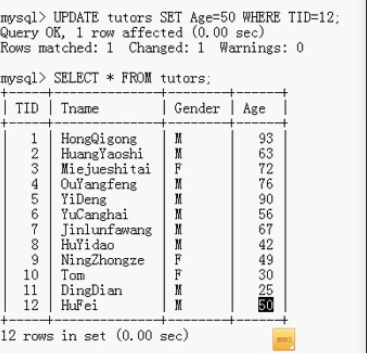 mysql> UPDATE tutors SET Age=50 WHERE TID=12;
Query OK, 1 row affected (0.00 sec)
Rows matched: 1  Changed: 1  Warnings: 0
mysql> SELECT * FROM tutors;
+-----+--------------+--------+------+
| TID | Tname        | Gender | Age  |
+-----+--------------+--------+------+
|   1 | HongQigong   | M      |   93 |
|   2 | HuangYaoshi  | M      |   63 |
|   3 | Miejueshitai | F      |   72 |
|   4 | OuYangfeng   | M      |   76 |
|   5 | YiDeng       | M      |   90 |
|   6 | YuCanghai    | M      |   56 |
|   7 | Jinlunfawang | M      |   67 |
|   8 | HuYidao      | M      |   42 |
|   9 | NingZhongze  | F      |   49 |
|  10 | Tom          | F      |   30 |
|  11 | DingDian     | M      |   25 |
|  12 | HuFei        | M      |   50 |
+-----+--------------+--------+------+
12 rows in set (0.00 sec)